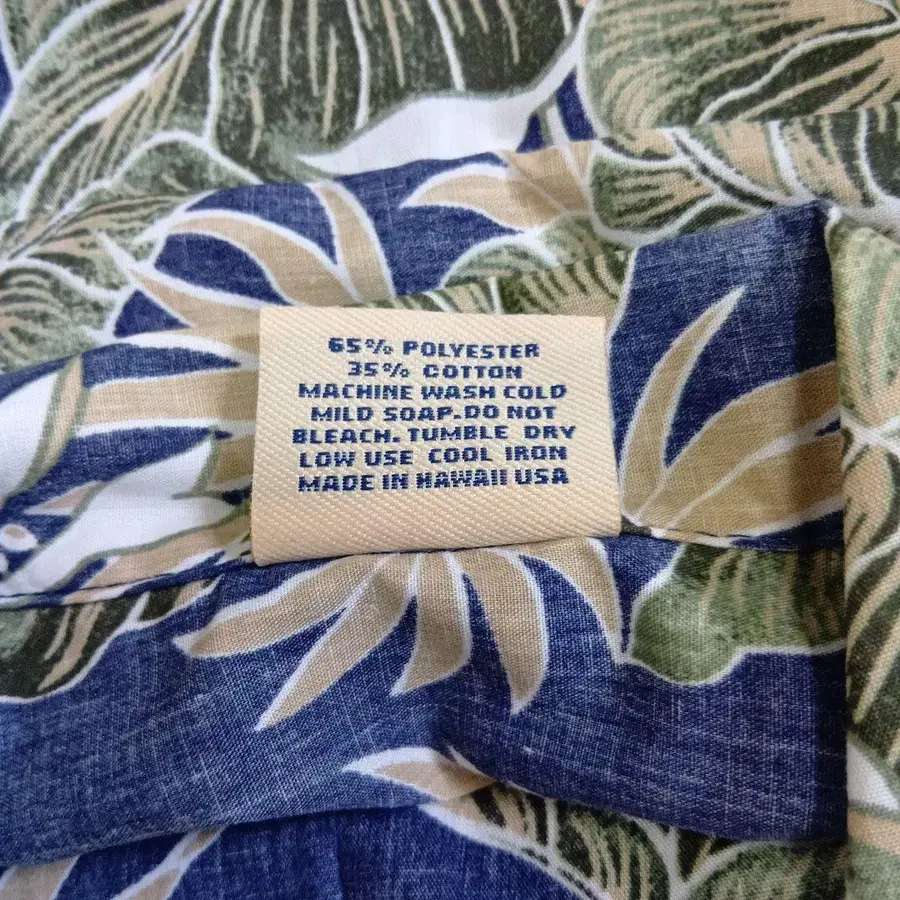 65% POLYESTER
35% COTTON
MACHINE WASH COLD
MILD SOAP.DO NOT
BLEACH. TUMBLE DRY
LOW USE COOL IRON
MADE IN HAWAII USA